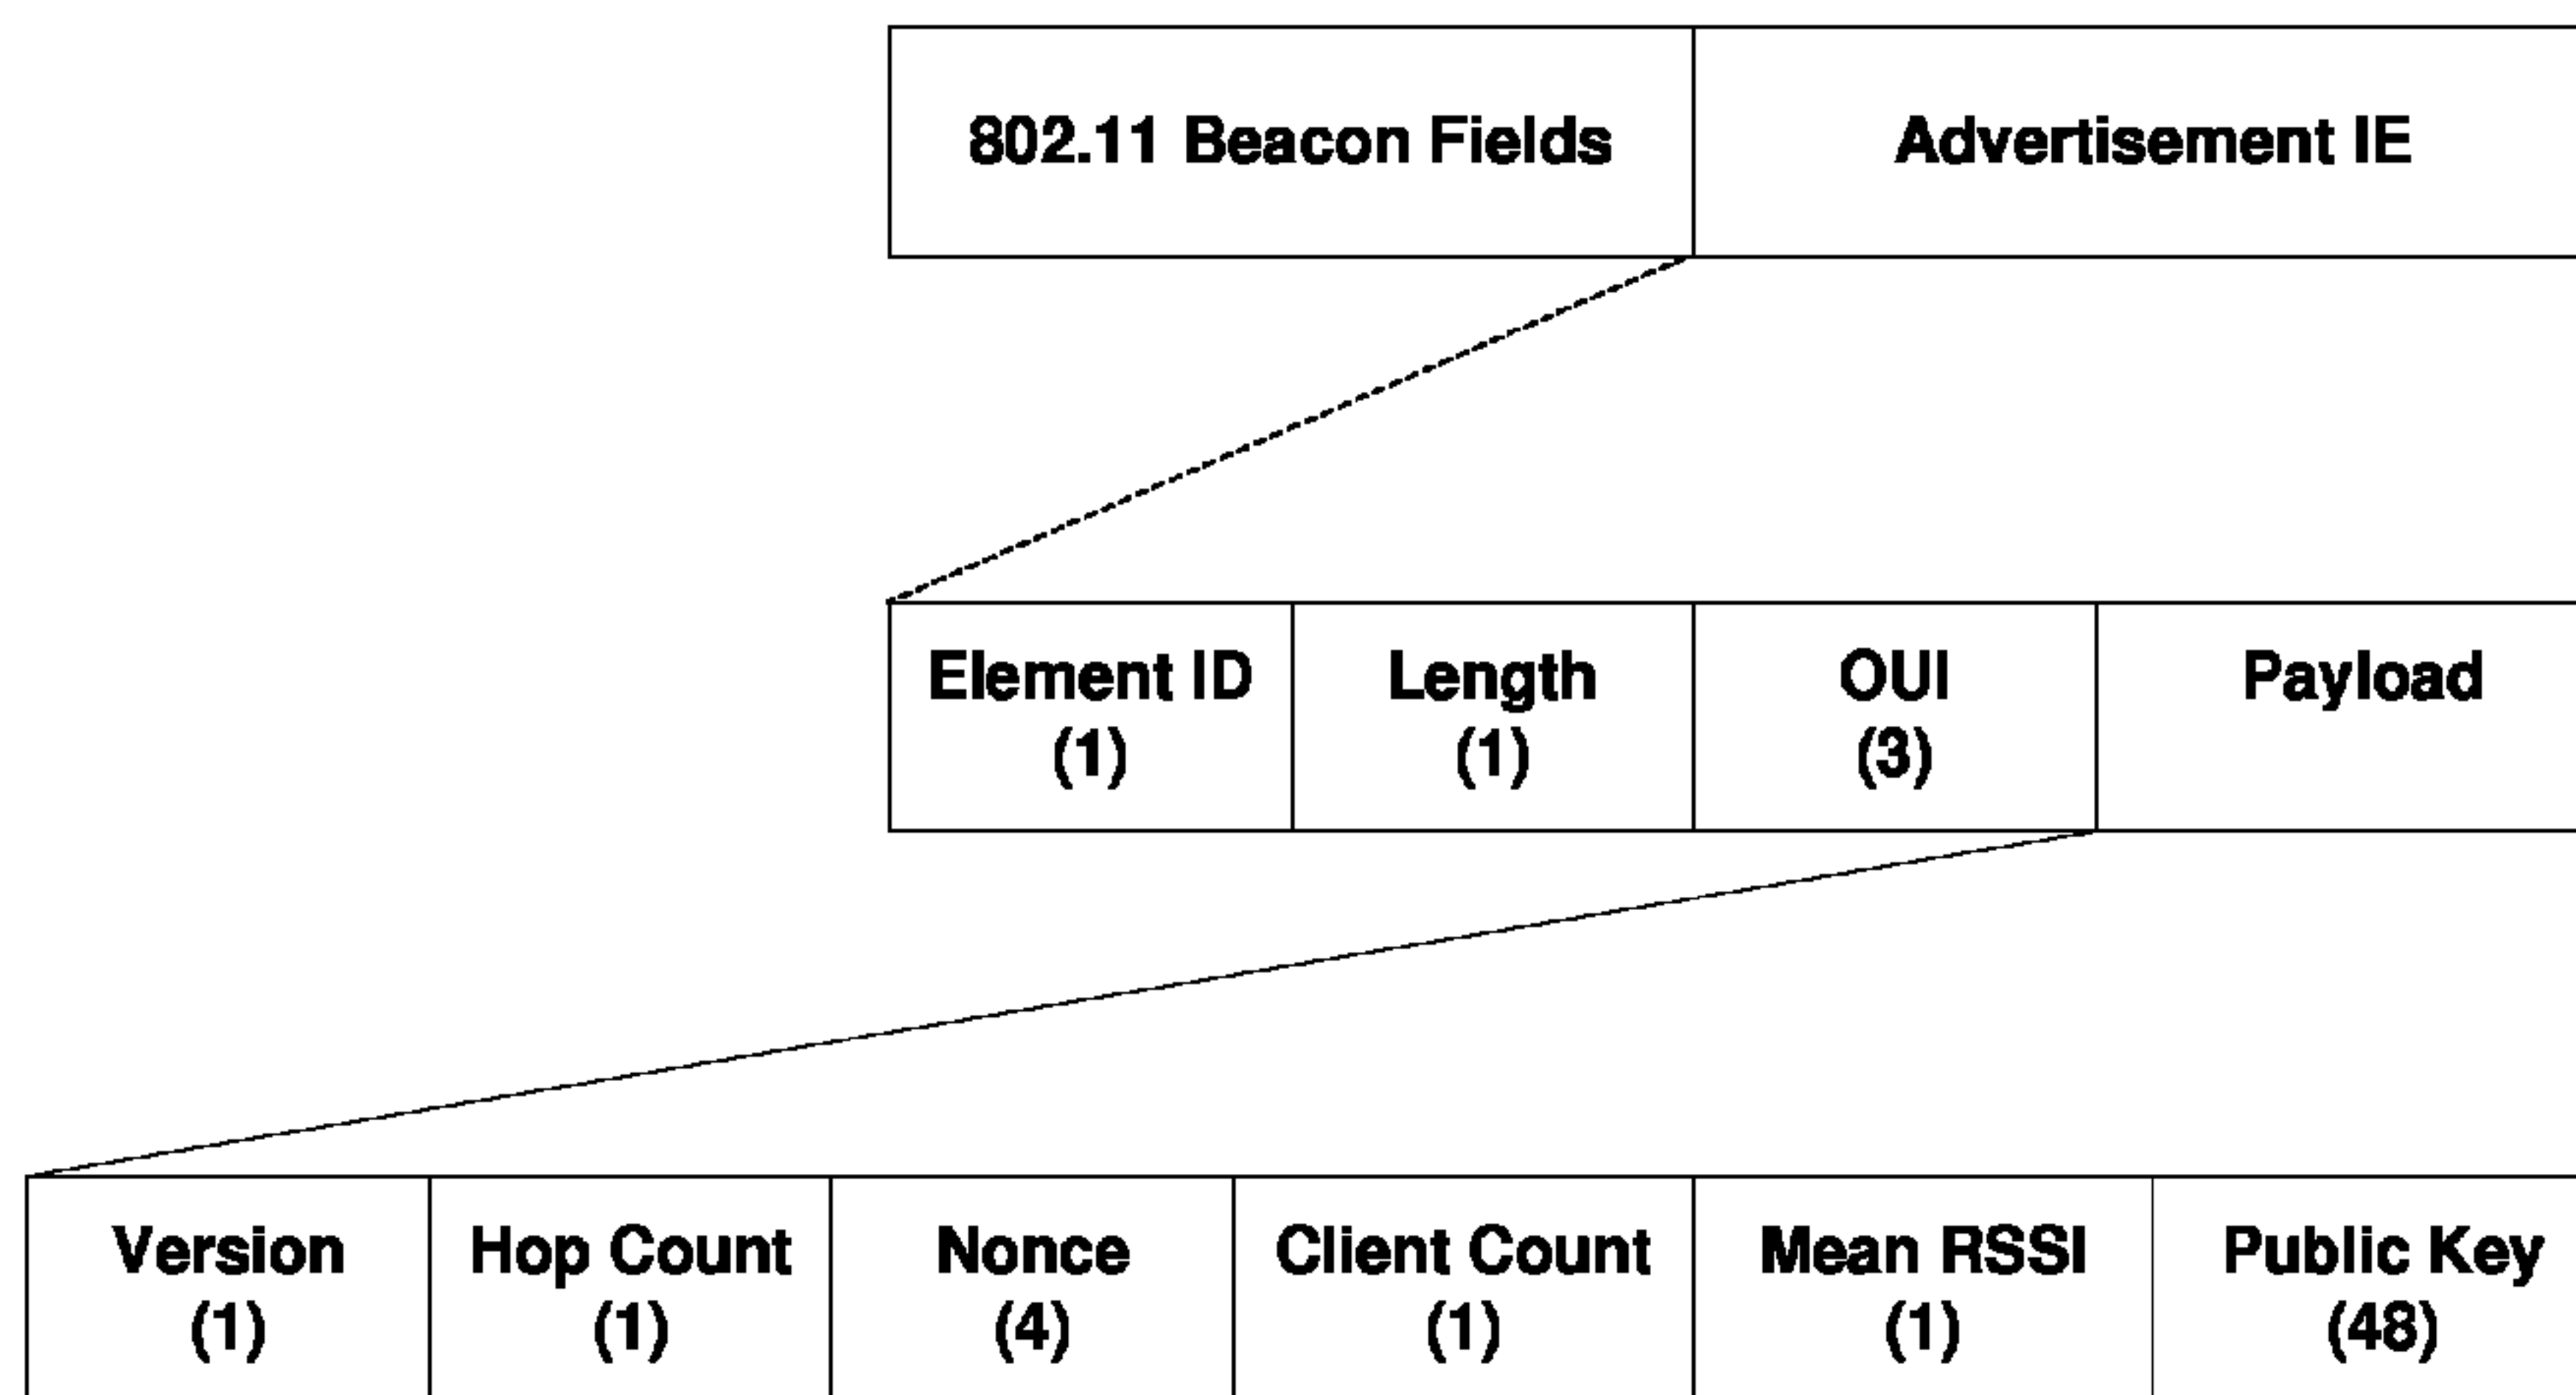 802.11 Beacon Fields Advertisement IE
Element ID Length OUI Payload
(1) (1) (3)
Version Hop Count Nonce Client Count Mean RSSI Public Key
(1) (1) (4) (1) (1) (48)